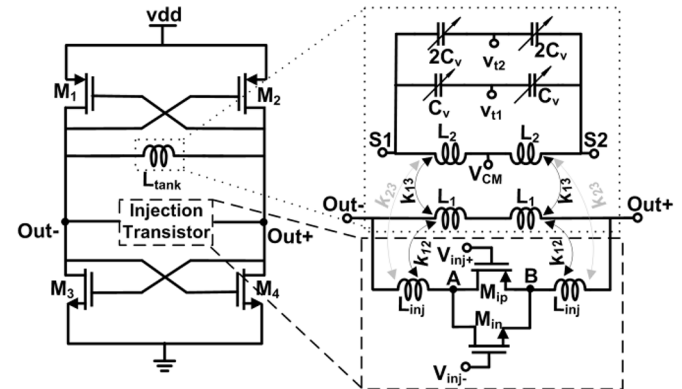 vdd
M1
M2
Ltank
Injection
Transistor
Out-
Out+
M3
M4
2Cv
2Cv
vt2
Cv
Cv
vt1
S1
L2
L2
S2
VCM
k23
k13
k13
k23
Out-
L1
L1
Out+
k12
k12
Vinj+
A
B
Linj
Mip
Linj
Min
Vinj-